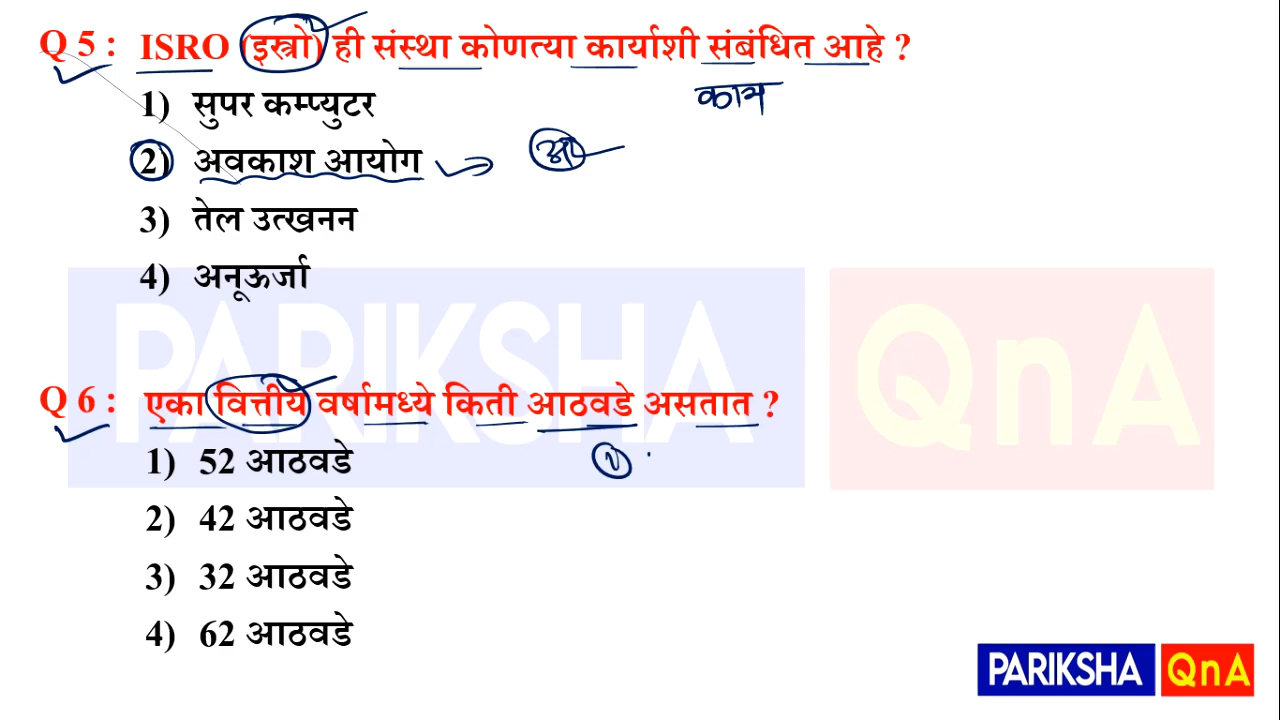 Q 5 : ISRO (इस्त्रो) ही संस्था कोणत्या कार्याशी संबंधित आहे ?
1) सुपर कम्प्युटर
2) अवकाश आयोग
3) तेल उत्खनन
4) अनूऊर्जा
PARIKSHA QnA
Q 6 : एका वित्तीय वर्षामध्ये किती आठवडे असतात ?
1) 52 आठवडे
2) 42 आठवडे
3) 32 आठवडे
4) 62 आठवडे
PARIKSHA QnA